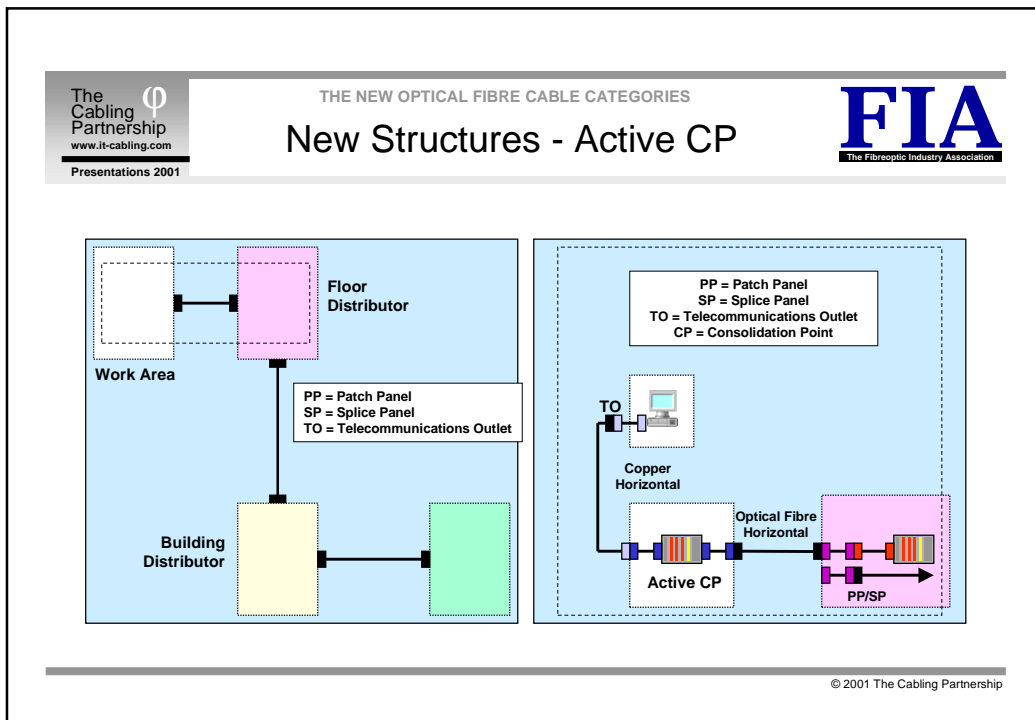 The φ
Cabling
Partnership
www.it-cabling.com
Presentations 2001
THE NEW OPTICAL FIBRE CABLE CATEGORIES
New Structures - Active CP
FIA
The Fibreoptic Industry Association
Floor
Distributor
Work Area
PP = Patch Panel
SP = Splice Panel
TO = Telecommunications Outlet
Building
Distributor
PP = Patch Panel
SP = Splice Panel
TO = Telecommunications Outlet
CP = Consolidation Point
TO
Copper
Horizontal
Optical Fibre
Horizontal
Active CP
PP/SP
© 2001 The Cabling Partnership